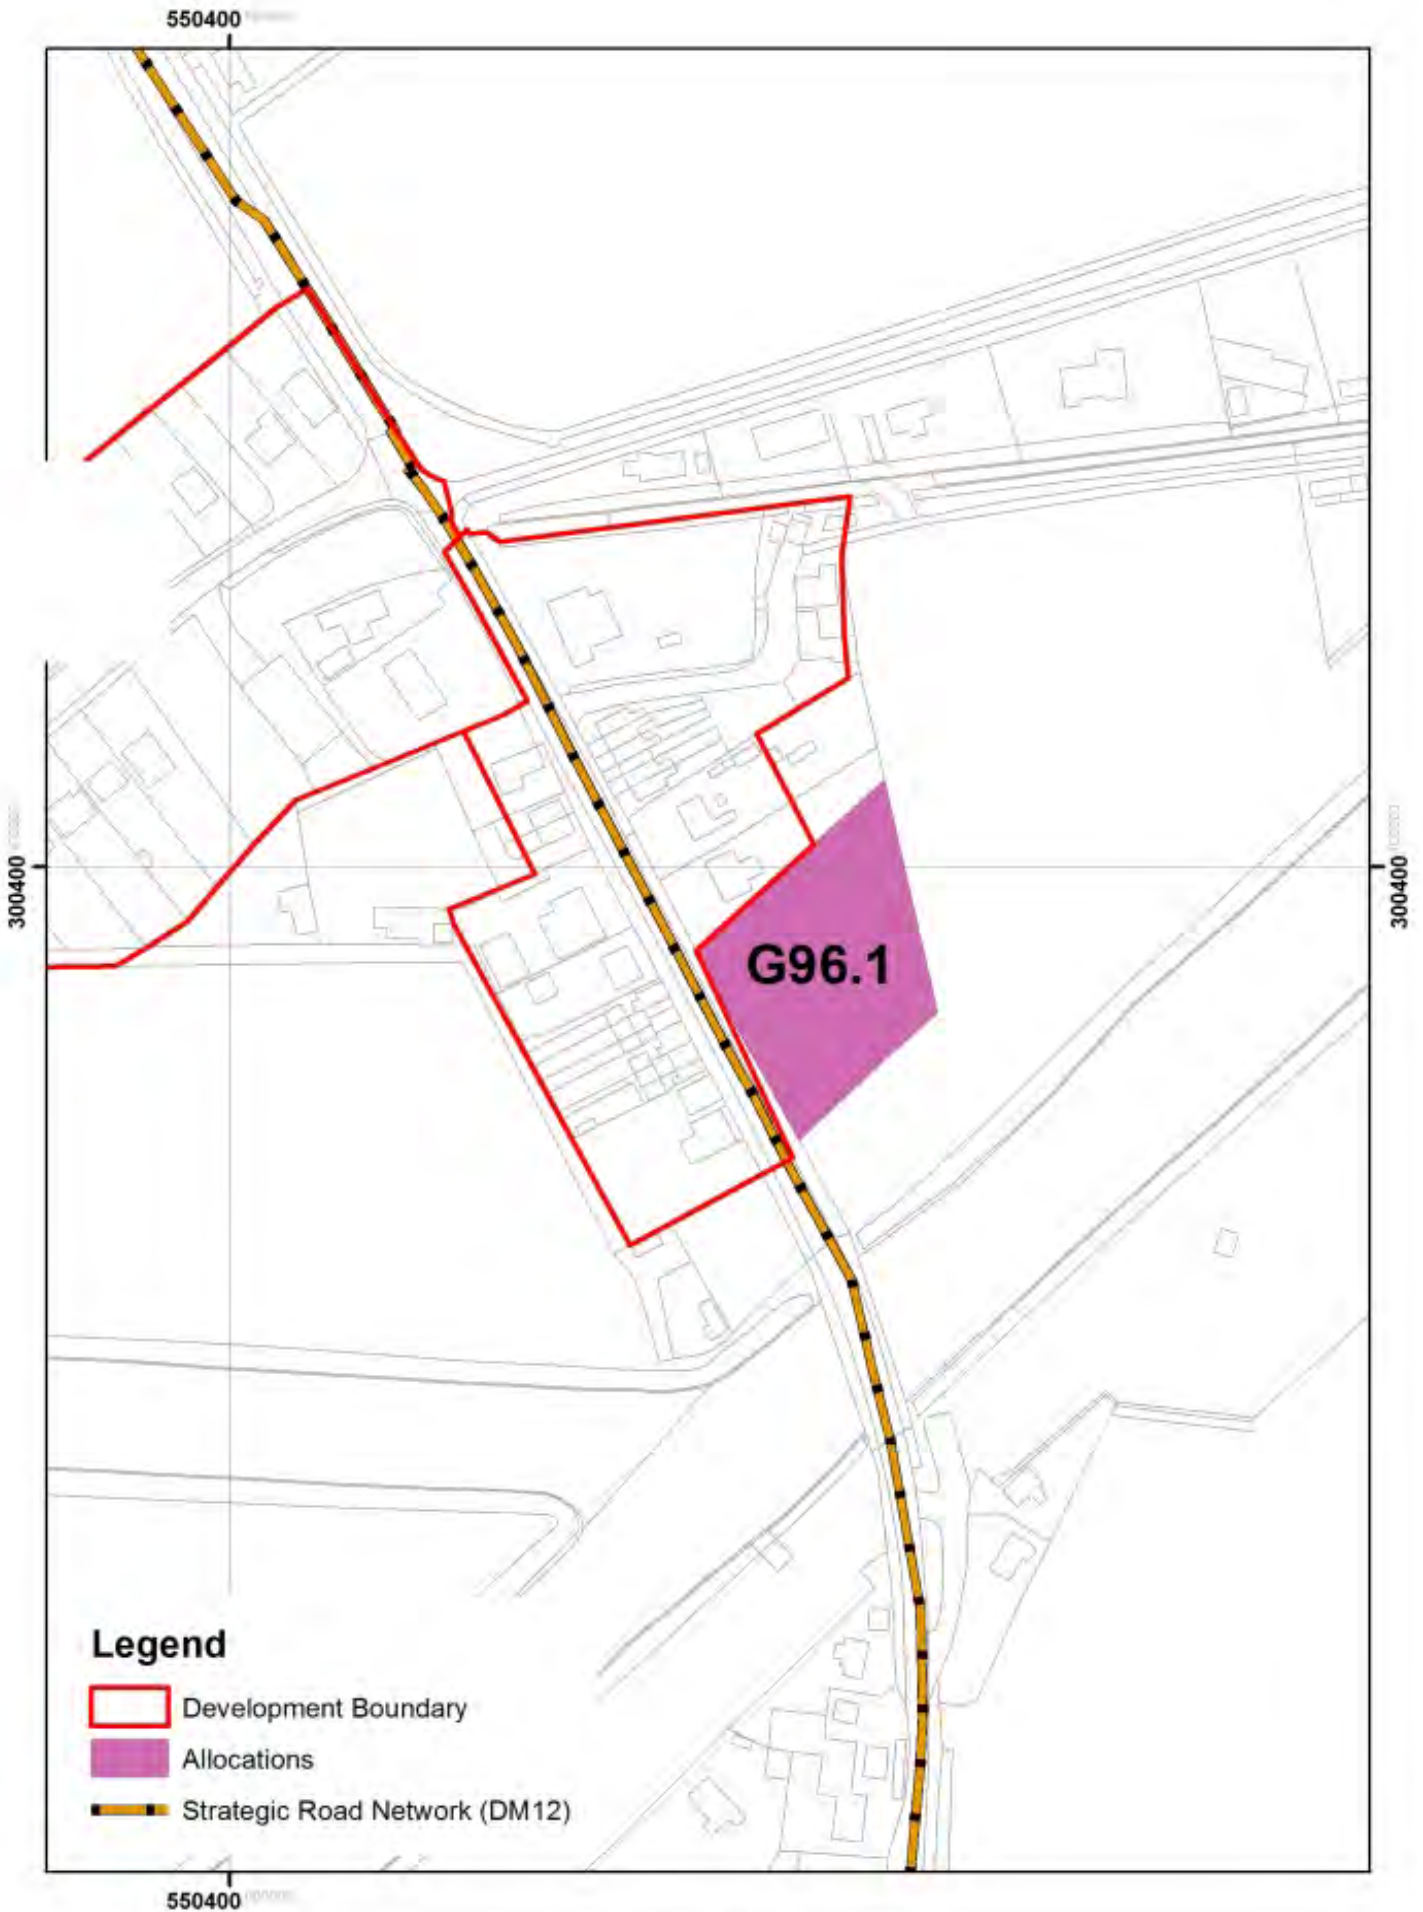 550400
300400
300400
G96.1
Legend
Development Boundary
Allocations
Strategic Road Network (DM12)
550400